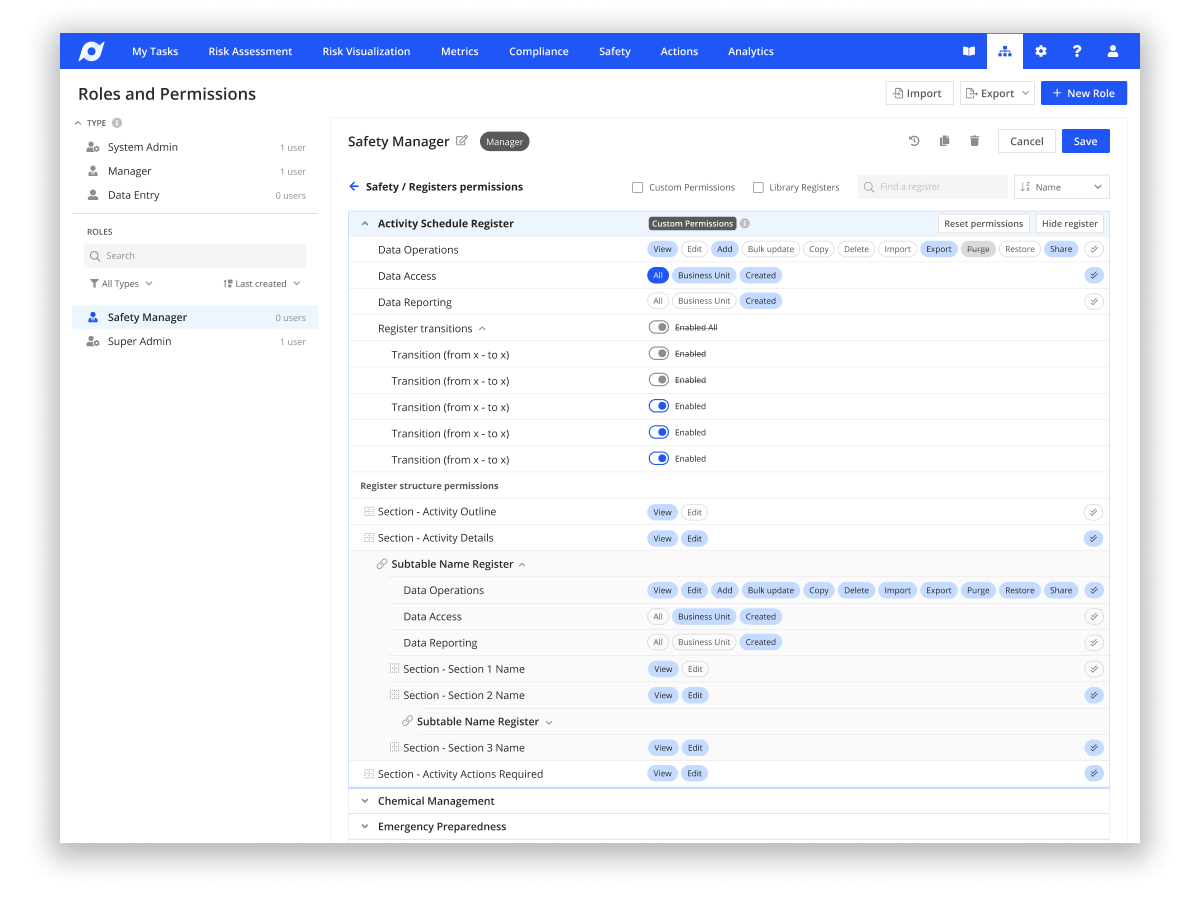 My Tasks Risk Assessment Risk Visualization Metrics Compliance Safety Actions Analytics
Roles and Permissions
Import Export + New Role
TYPE
System Admin 1 user
Manager 1 user
Data Entry 0 users
ROLES
Search
All Types Last created
Safety Manager 0 users
Super Admin 1 user
Safety Manager Manager Cancel Save
Safety / Registers permissions Custom Permissions Library Registers Find a register Name
Activity Schedule Register Custom Permissions Reset permissions Hide register
Data Operations View Edit Add Bulk update Copy Delete Import Export Purge Restore Share
Data Access All Business Unit Created
Data Reporting All Business Unit Created
Register transitions Enabled All
Transition (from x - to x) Enabled
Transition (from x - to x) Enabled
Transition (from x - to x) Enabled
Transition (from x - to x) Enabled
Transition (from x - to x) Enabled
Register structure permissions
Section - Activity Outline View Edit
Section - Activity Details View Edit
Subtable Name Register
Data Operations View Edit Add Bulk update Copy Delete Import Export Purge Restore Share
Data Access All Business Unit Created
Data Reporting All Business Unit Created
Section - Section 1 Name View Edit
Section - Section 2 Name View Edit
Subtable Name Register
Section - Section 3 Name View Edit
Section - Activity Actions Required View Edit
Chemical Management
Emergency Preparedness